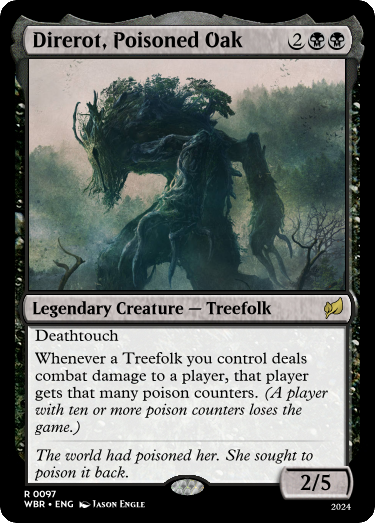 Direrot, Poisoned Oak 2
Legendary Creature — Treefolk
Deathtouch
Whenever a Treefolk you control deals
combat damage to a player, that player
gets that many poison counters. (A player
with ten or more poison counters loses the
game.)
The world had poisoned her. She sought to
poison it back.
2/5
R 0097
WBR • ENG Jason Engle
2024